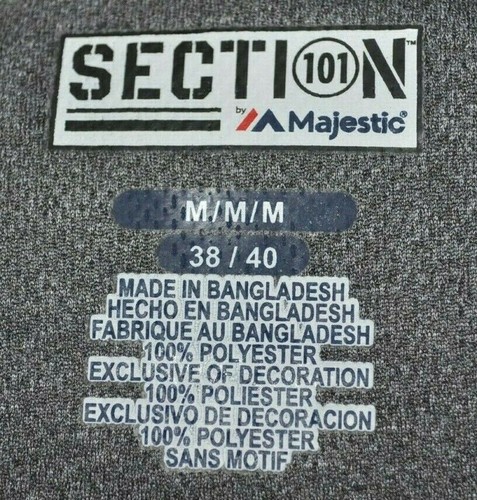 SECTION 101 ™
by Majestic®
M/M/M
38 / 40
MADE IN BANGLADESH
HECHO EN BANGLADESH
FABRIQUE AU BANGLADESH
100% POLYESTER
EXCLUSIVE OF DECORATION
100% POLIESTER
EXCLUSIVO DE DECORACION
100% POLYESTER
SANS MOTIF